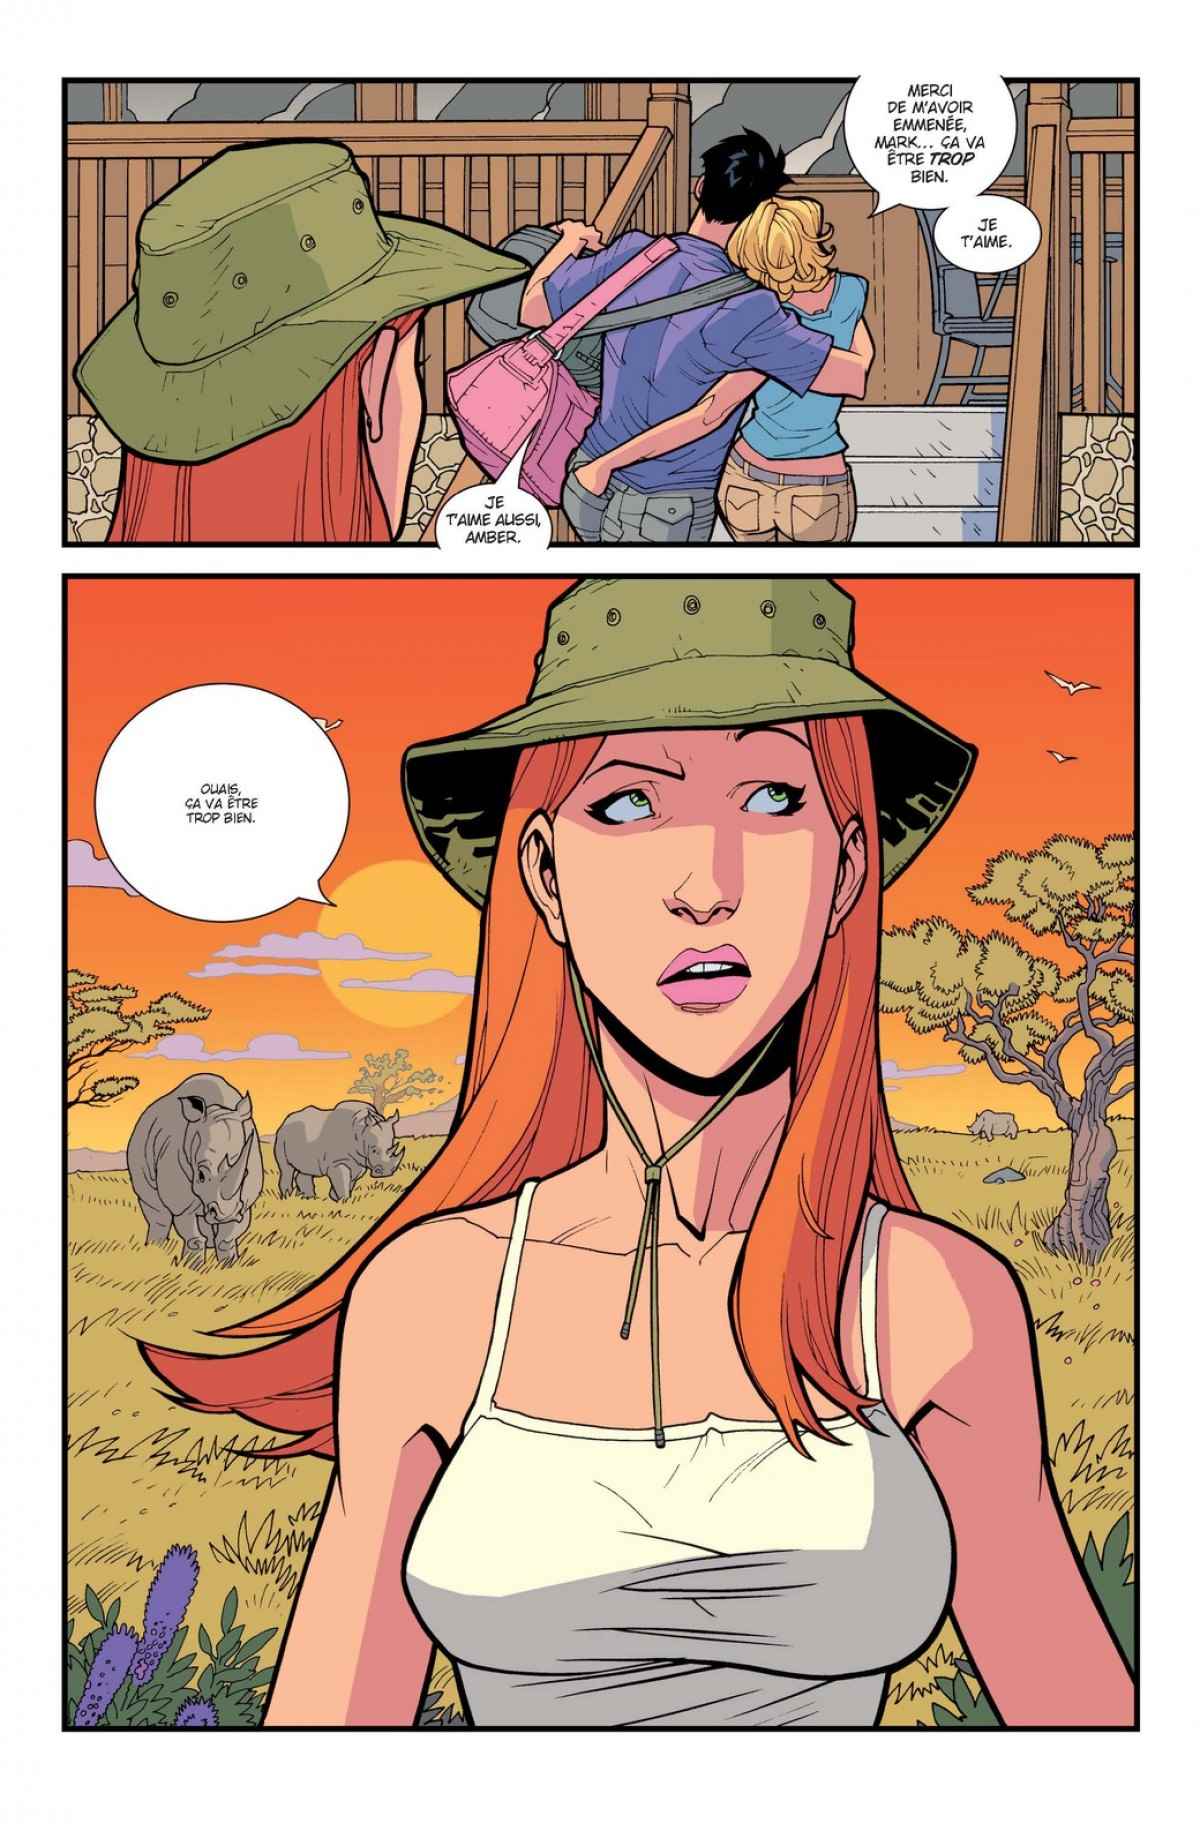 MERCI
DE M'AVOIR
EMMENÉE,
MARK... ÇA VA
ÊTRE TROP
BIEN.
JE
T'AIME.
JE
T'AIME AUSSI,
AMBER.
OUAIS,
ÇA VA ÊTRE
TROP BIEN.